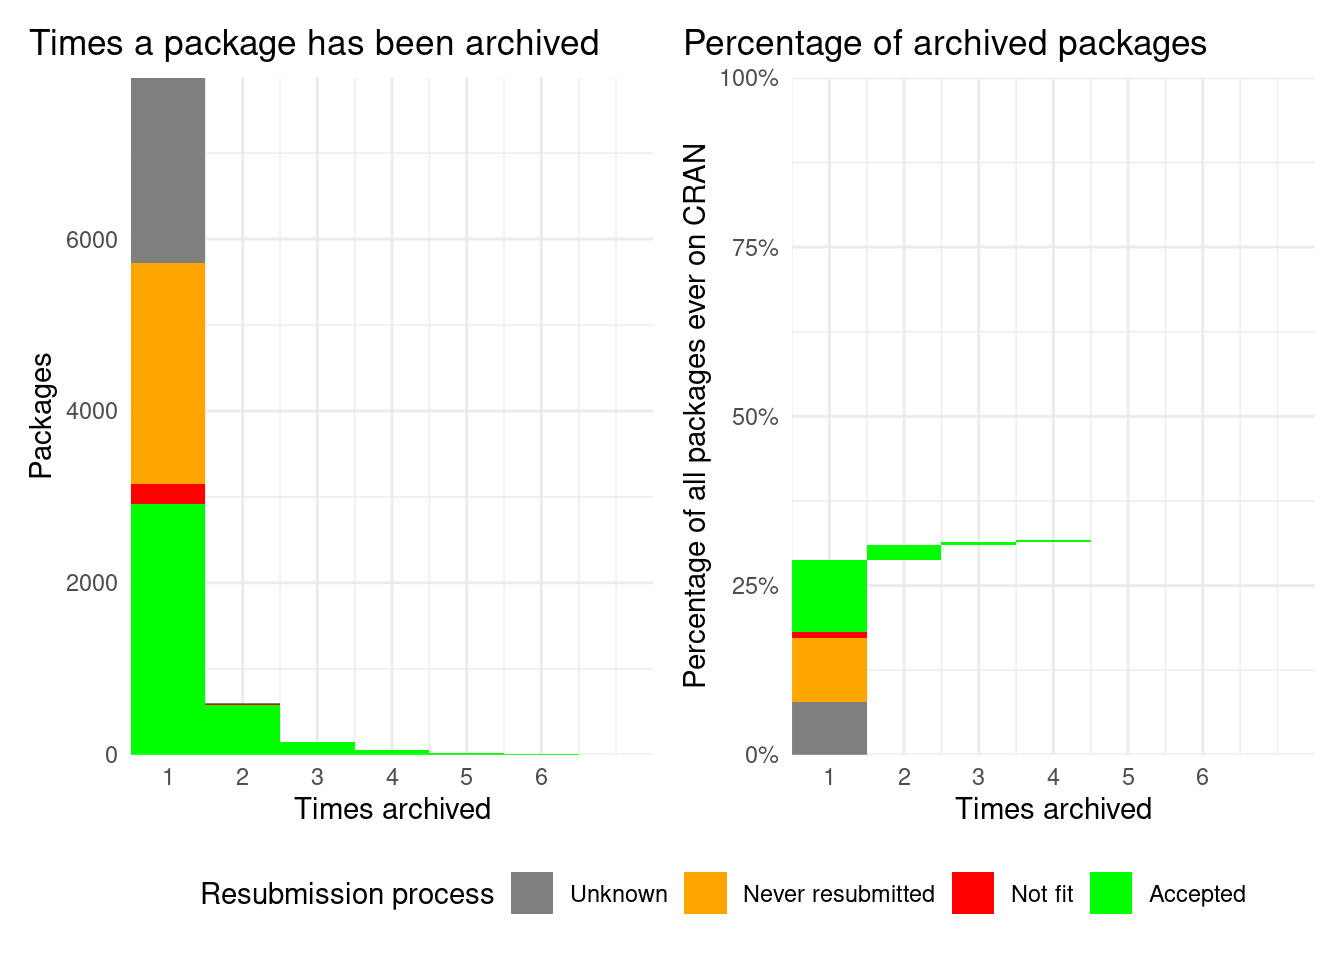 Times a package has been archived
Packages
6000
4000
2000
0
1 2 3 4 5 6
Times archived
Percentage of archived packages
Percentage of all packages ever on CRAN
100%
75%
50%
25%
0%
1 2 3 4 5 6
Times archived
Resubmission process Unknown Never resubmitted Not fit Accepted